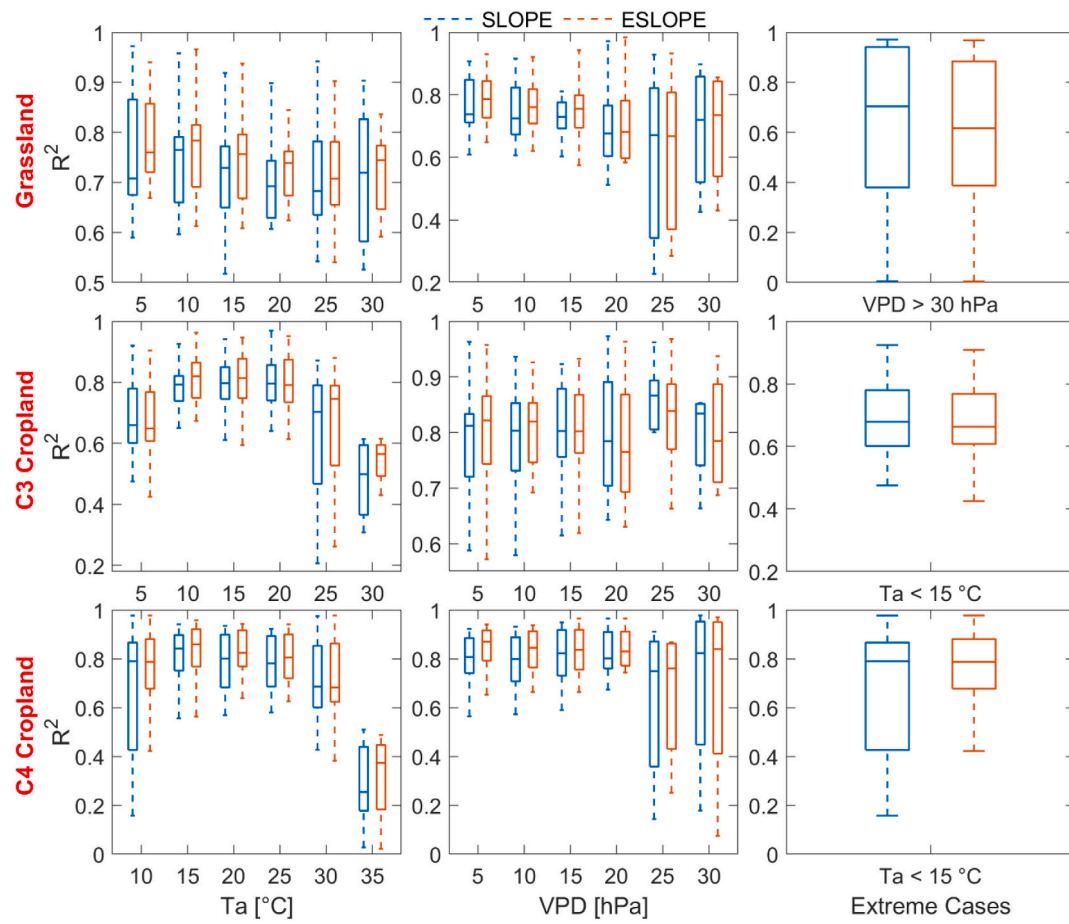 SLOPE ESLOPE
Grassland
R2
1
0.9
0.8
0.7
0.6
0.5
5 10 15 20 25 30
1
0.8
0.6
0.4
0.2
5 10 15 20 25 30
1
0.8
0.6
0.4
0.2
0
VPD > 30 hPa
C3 Cropland
R2
1
0.8
0.6
0.4
0.2
5 10 15 20 25 30
1
0.9
0.8
0.7
0.6
5 10 15 20 25 30
1
0.8
0.6
0.4
0.2
Ta < 15 °C
C4 Cropland
R2
1
0.8
0.6
0.4
0.2
0
10 15 20 25 30 35
Ta [°C]
1
0.8
0.6
0.4
0.2
0
5 10 15 20 25 30
VPD [hPa]
1
0.8
0.6
0.4
0.2
0
Ta < 15 °C
Extreme Cases